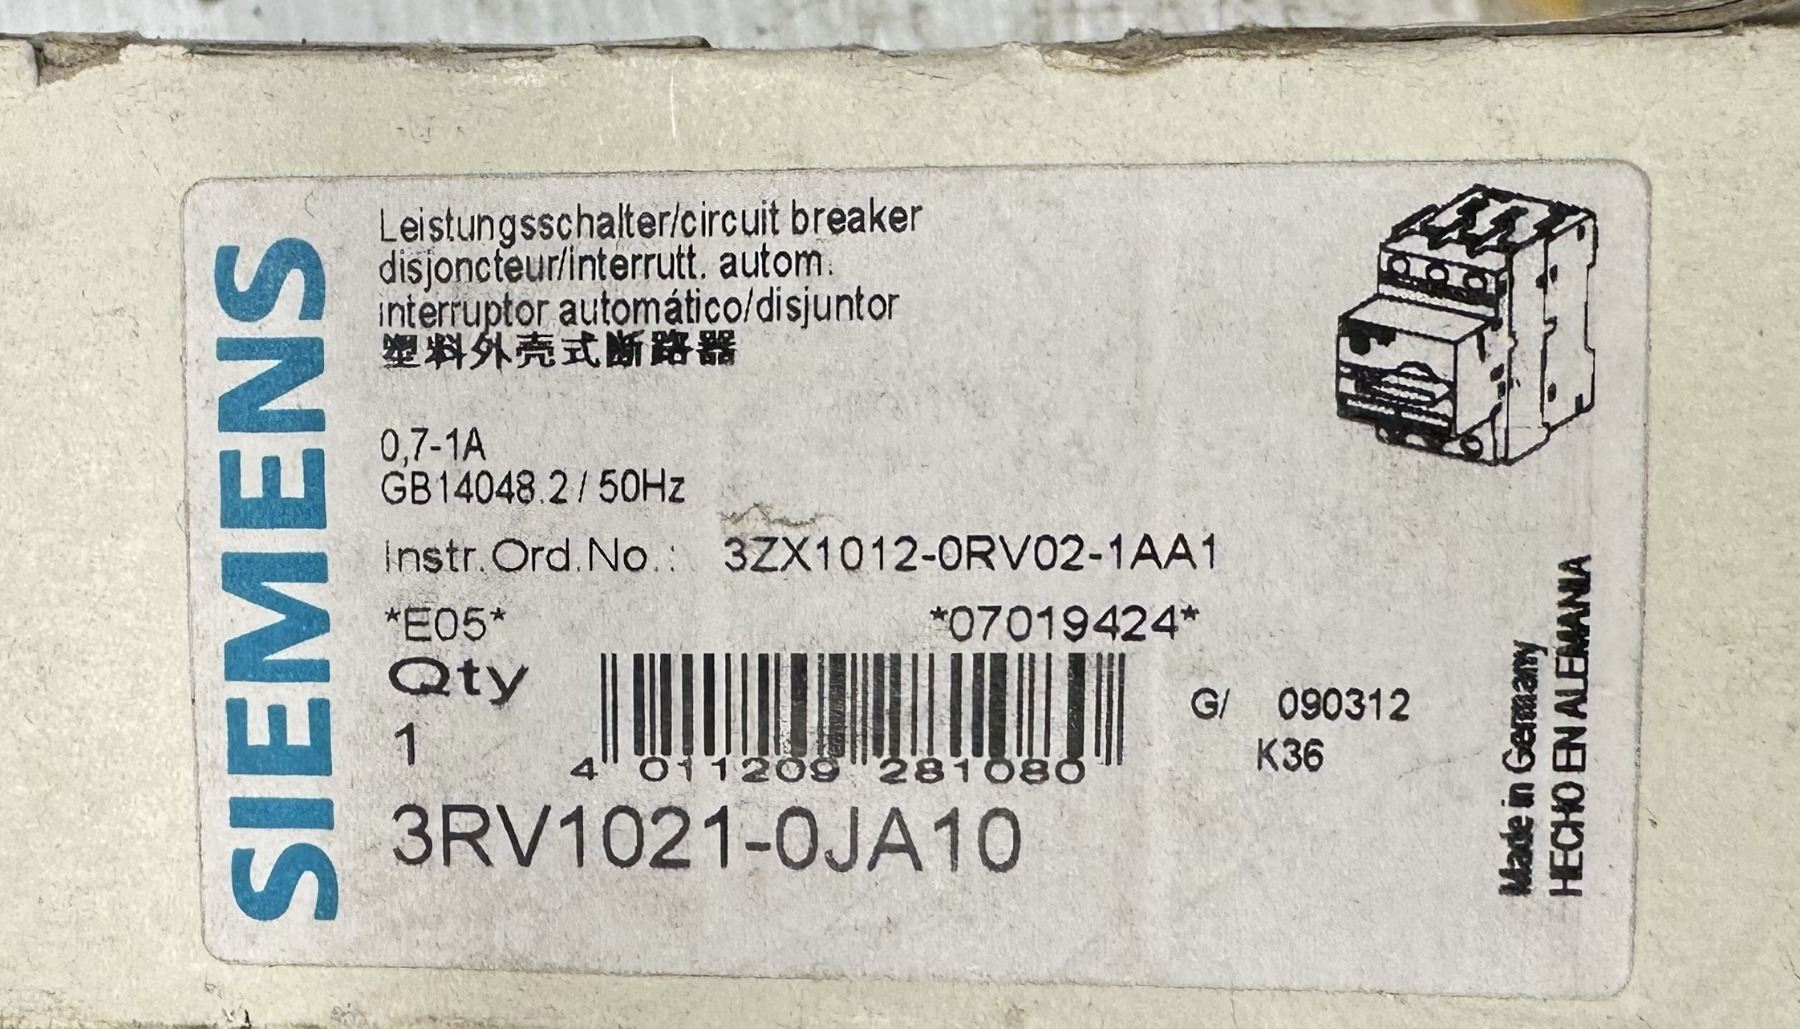 SIEMENS
Leistungsschalter/circuit breaker
disjoncteur/interrutt. autom.
interruptor automático/disjuntor
塑料外壳式断路器
0,7-1A
GB14048.2 / 50Hz
Instr.Ord.No.: 3ZX1012-0RV02-1AA1
*E05* *07019424*
Qty
1
4 011209 281080
G/ 090312
K36
3RV1021-0JA10
Made in Germany
HECHO EN ALEMANIA